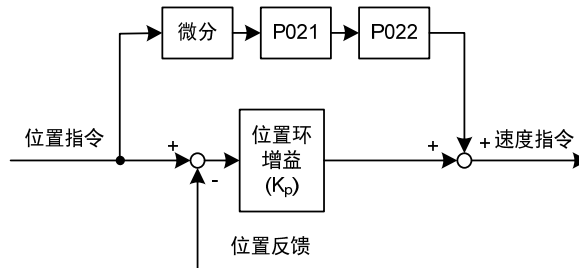 微分
P021
P022
位置指令
+
-
位置环
增益
(Kp)
+
+
速度指令
位置反馈